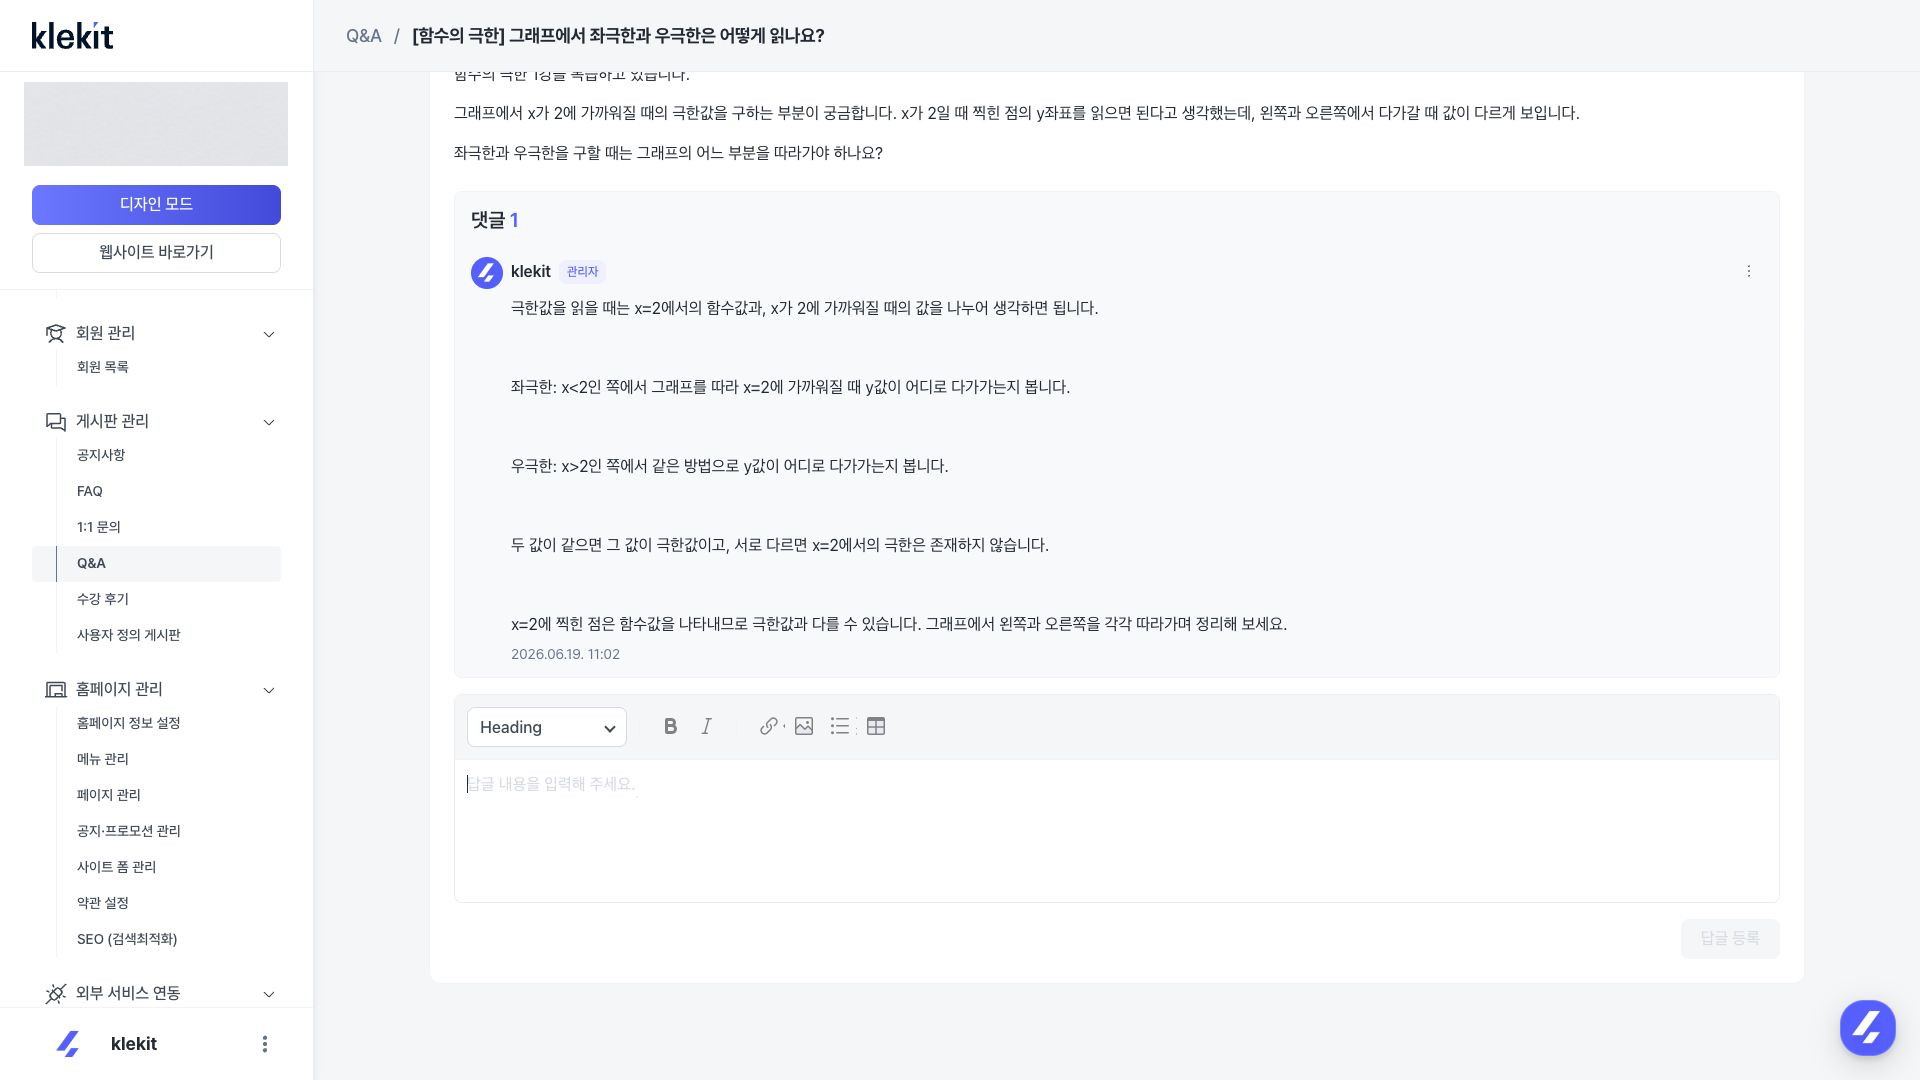 klekit
Q&A / [함수의 극한] 그래프에서 좌극한과 우극한은 어떻게 읽나요?
디자인 모드
웹사이트 바로가기
회원 관리
회원 목록
게시판 관리
공지사항
FAQ
1:1 문의
Q&A
수강 후기
사용자 정의 게시판
홈페이지 관리
홈페이지 정보 설정
메뉴 관리
페이지 관리
공지·프로모션 관리
사이트 폼 관리
약관 설정
SEO (검색최적화)
외부 서비스 연동
klekit
함수의 극한 1강을 복습하고 있습니다.
그래프에서 x가 2에 가까워질 때의 극한값을 구하는 부분이 궁금합니다. x가 2일 때 찍힌 점의 y좌표를 읽으면 된다고 생각했는데, 왼쪽과 오른쪽에서 다가갈 때 값이 다르게 보입니다.
좌극한과 우극한을 구할 때는 그래프의 어느 부분을 따라가야 하나요?
댓글 1
klekit 관리자
극한값을 읽을 때는 x=2에서의 함수값과, x가 2에 가까워질 때의 값을 나누어 생각하면 됩니다.
좌극한: x<2인 쪽에서 그래프를 따라 x=2에 가까워질 때 y값이 어디로 다가가는지 봅니다.
우극한: x>2인 쪽에서 같은 방법으로 y값이 어디로 다가가는지 봅니다.
두 값이 같으면 그 값이 극한값이고, 서로 다르면 x=2에서의 극한은 존재하지 않습니다.
x=2에 찍힌 점은 함수값을 나타내므로 극한값과 다를 수 있습니다. 그래프에서 왼쪽과 오른쪽을 각각 따라가며 정리해 보세요.
2026.06.19. 11:02
Heading B I
답글 내용을 입력해 주세요.
답글 등록